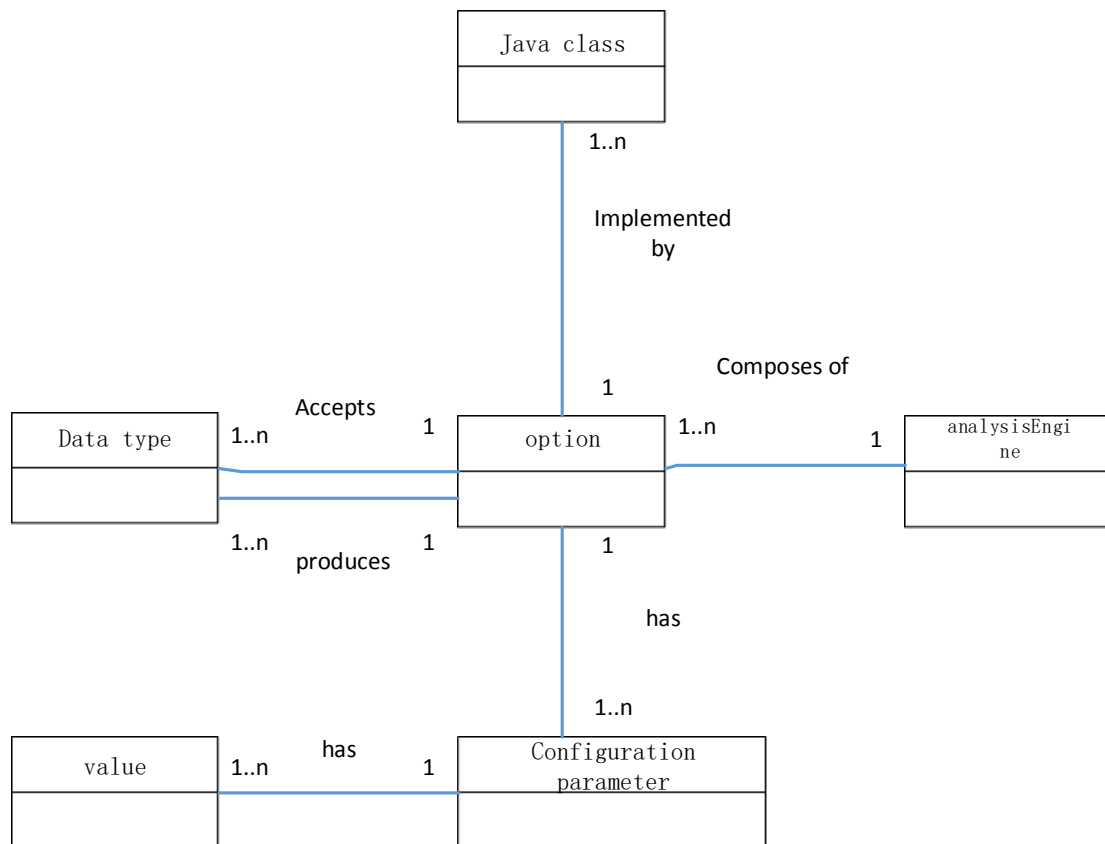 Java class
1..n
Implemented
by
Composes of
1
Accepts
1..n
1
Data type
option
1..n
1
analysisEngi
ne
1..n
1
1
produces
has
1..n
has
Configuration
parameter
value
1..n
1